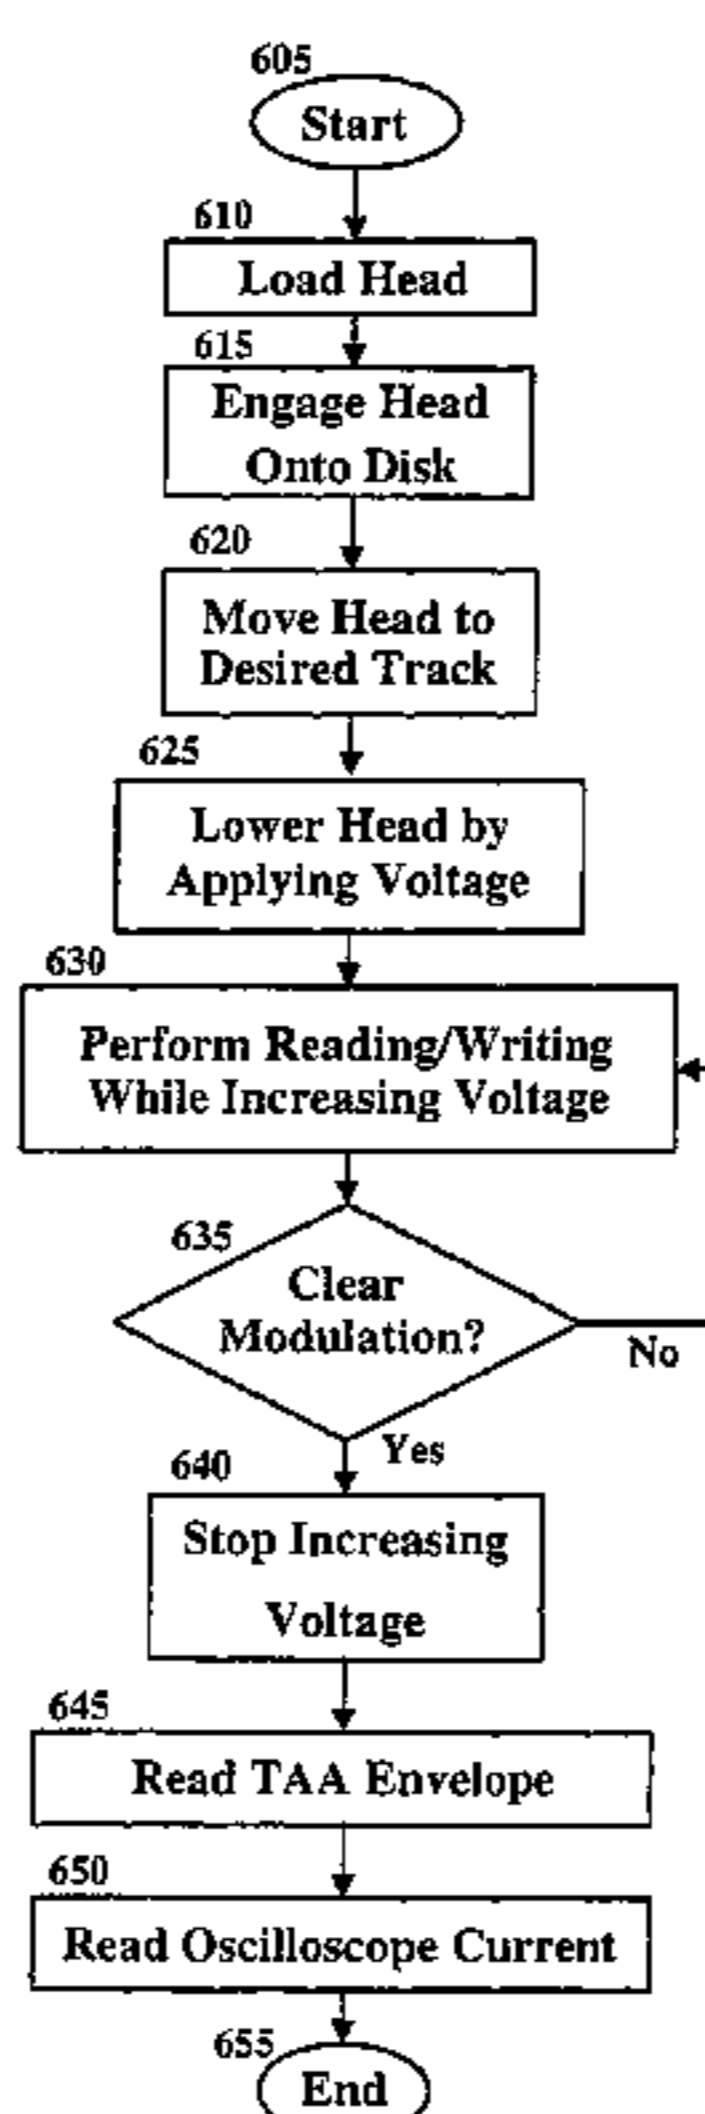 605
Start
610
Load Head
615
Engage Head
Onto Disk
620
Move Head to
Desired Track
625
Lower Head by
Applying Voltage
630
Perform Reading/Writing
While Increasing Voltage
635
Clear
Modulation?
No
Yes
640
Stop Increasing
Voltage
645
Read TAA Envelope
650
Read Oscilloscope Current
655
End